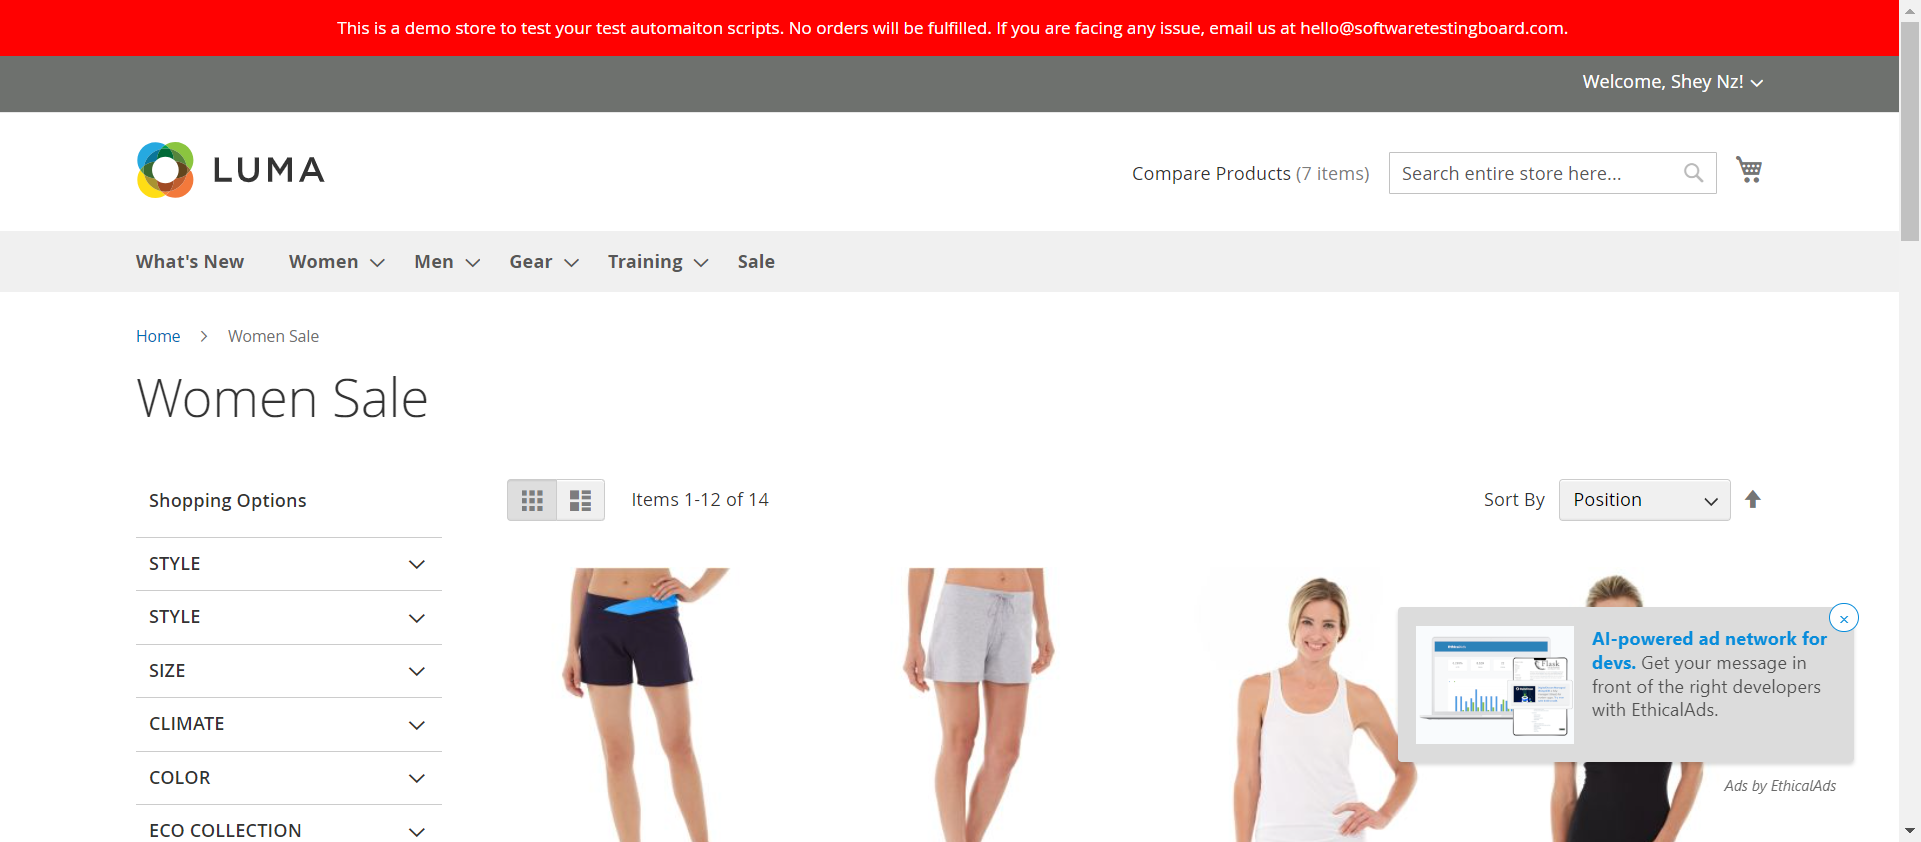 This is a demo store to test your test automaiton scripts. No orders will be fulfilled. If you are facing any issue, email us at hello@softwaretestingboard.com.
Welcome, Shey Nz!
LUMA
Compare Products (7 items)
Search entire store here...
What's New
Women
Men
Gear
Training
Sale
Home
Women Sale
Women Sale
Shopping Options
Items 1-12 of 14
Sort By
Position
STYLE
STYLE
SIZE
CLIMATE
COLOR
ECO COLLECTION
AI-powered ad network for
devs. Get your message in
front of the right developers
with EthicalAds.
Ads by EthicalAds